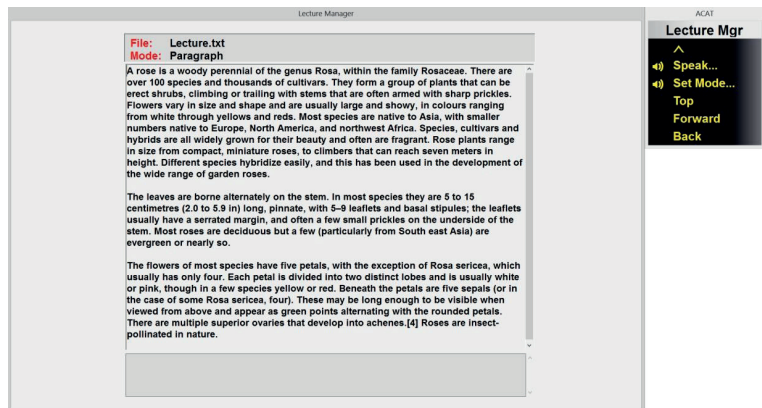 Lecture Manager
File: Lecture.txt
Mode: Paragraph
A rose is a woody perennial of the genus Rosa, within the family Rosaceae. There are
over 100 species and thousands of cultivars. They form a group of plants that can be
erect shrubs, climbing or trailing with stems that are often armed with sharp prickles.
Flowers vary in size and shape and are usually large and showy, in colours ranging
from white through yellows and reds. Most species are native to Asia, with smaller
numbers native to Europe, North America, and northwest Africa. Species, cultivars and
hybrids are all widely grown for their beauty and often are fragrant. Rose plants range
in size from compact, miniature roses, to climbers that can reach seven meters in
height. Different species hybridize easily, and this has been used in the development of
the wide range of garden roses.
The leaves are borne alternately on the stem. In most species they are 5 to 15
centimetres (2.0 to 5.9 in) long, pinnate, with 5–9 leaflets and basal stipules; the leaflets
usually have a serrated margin, and often a few small prickles on the underside of the
stem. Most roses are deciduous but a few (particularly from South east Asia) are
evergreen or nearly so.
The flowers of most species have five petals, with the exception of Rosa sericea, which
usually has only four. Each petal is divided into two distinct lobes and is usually white
or pink, though in a few species yellow or red. Beneath the petals are five sepals (or in
the case of some Rosa sericea, four). These may be long enough to be visible when
viewed from above and appear as green points alternating with the rounded petals.
There are multiple superior ovaries that develop into achenes.[4] Roses are insect-
pollinated in nature.
ACAT
Lecture Mgr
Speak...
Set Mode...
Top
Forward
Back